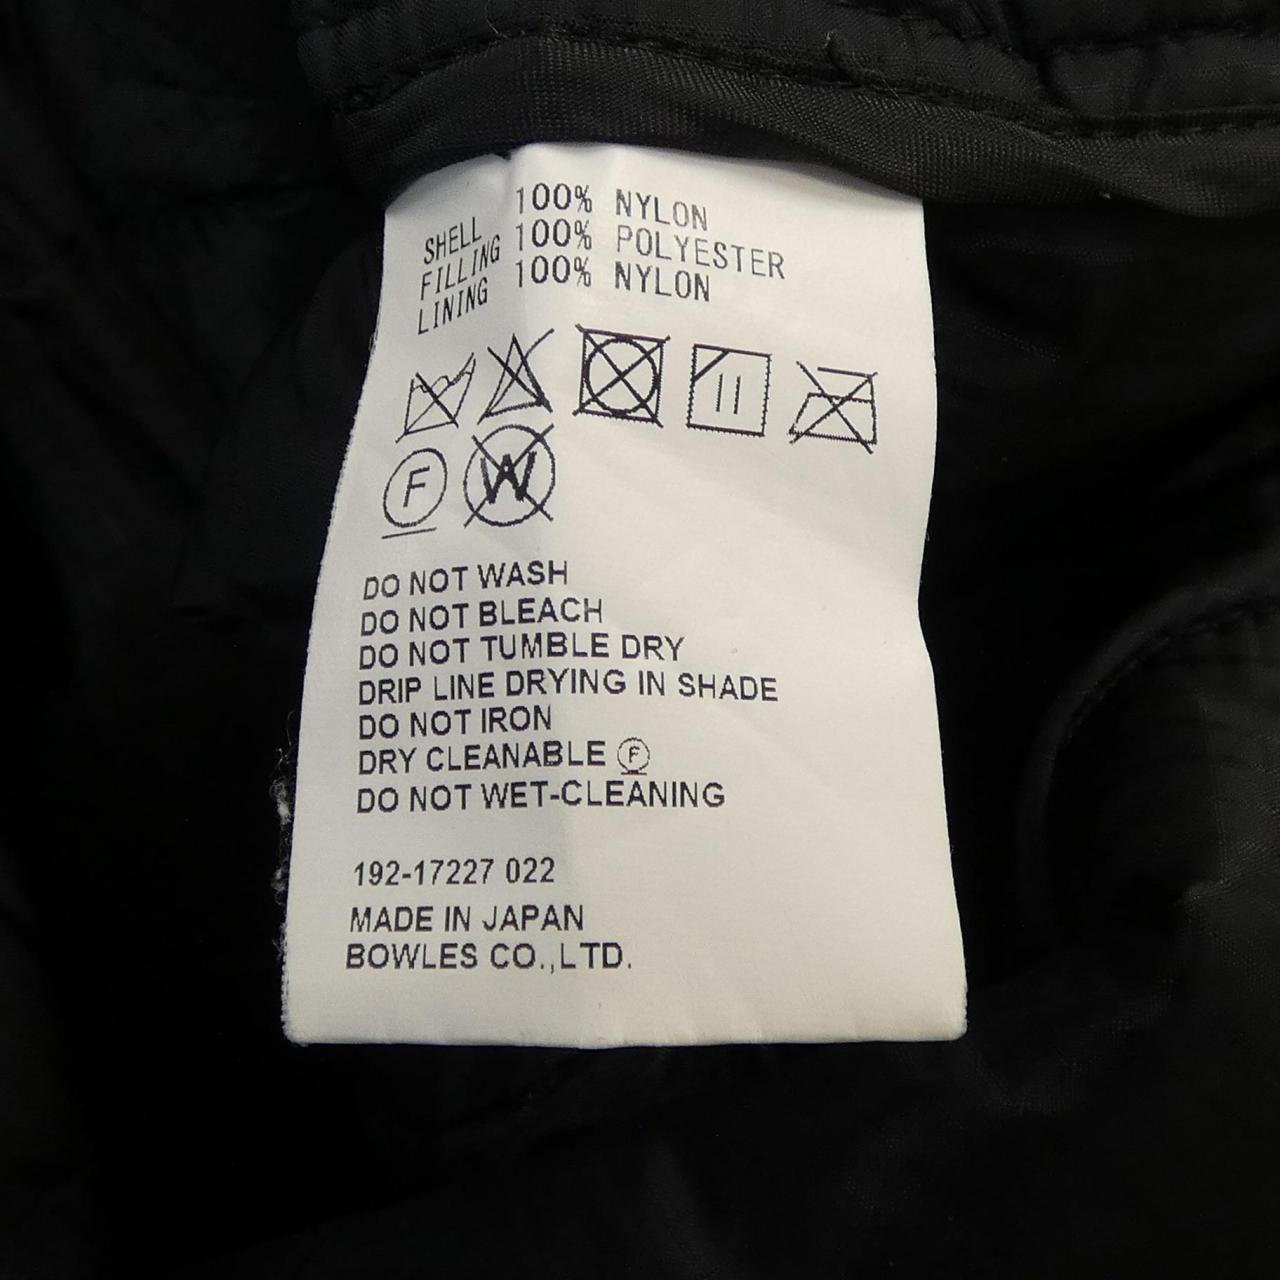 SHELL 100% NYLON
FILLING 100% POLYESTER
LINING 100% NYLON
F W
DO NOT WASH
DO NOT BLEACH
DO NOT TUMBLE DRY
DRIP LINE DRYING IN SHADE
DO NOT IRON
DRY CLEANABLE Ⓕ
DO NOT WET-CLEANING
192-17227 022
MADE IN JAPAN
BOWLES CO.,LTD.